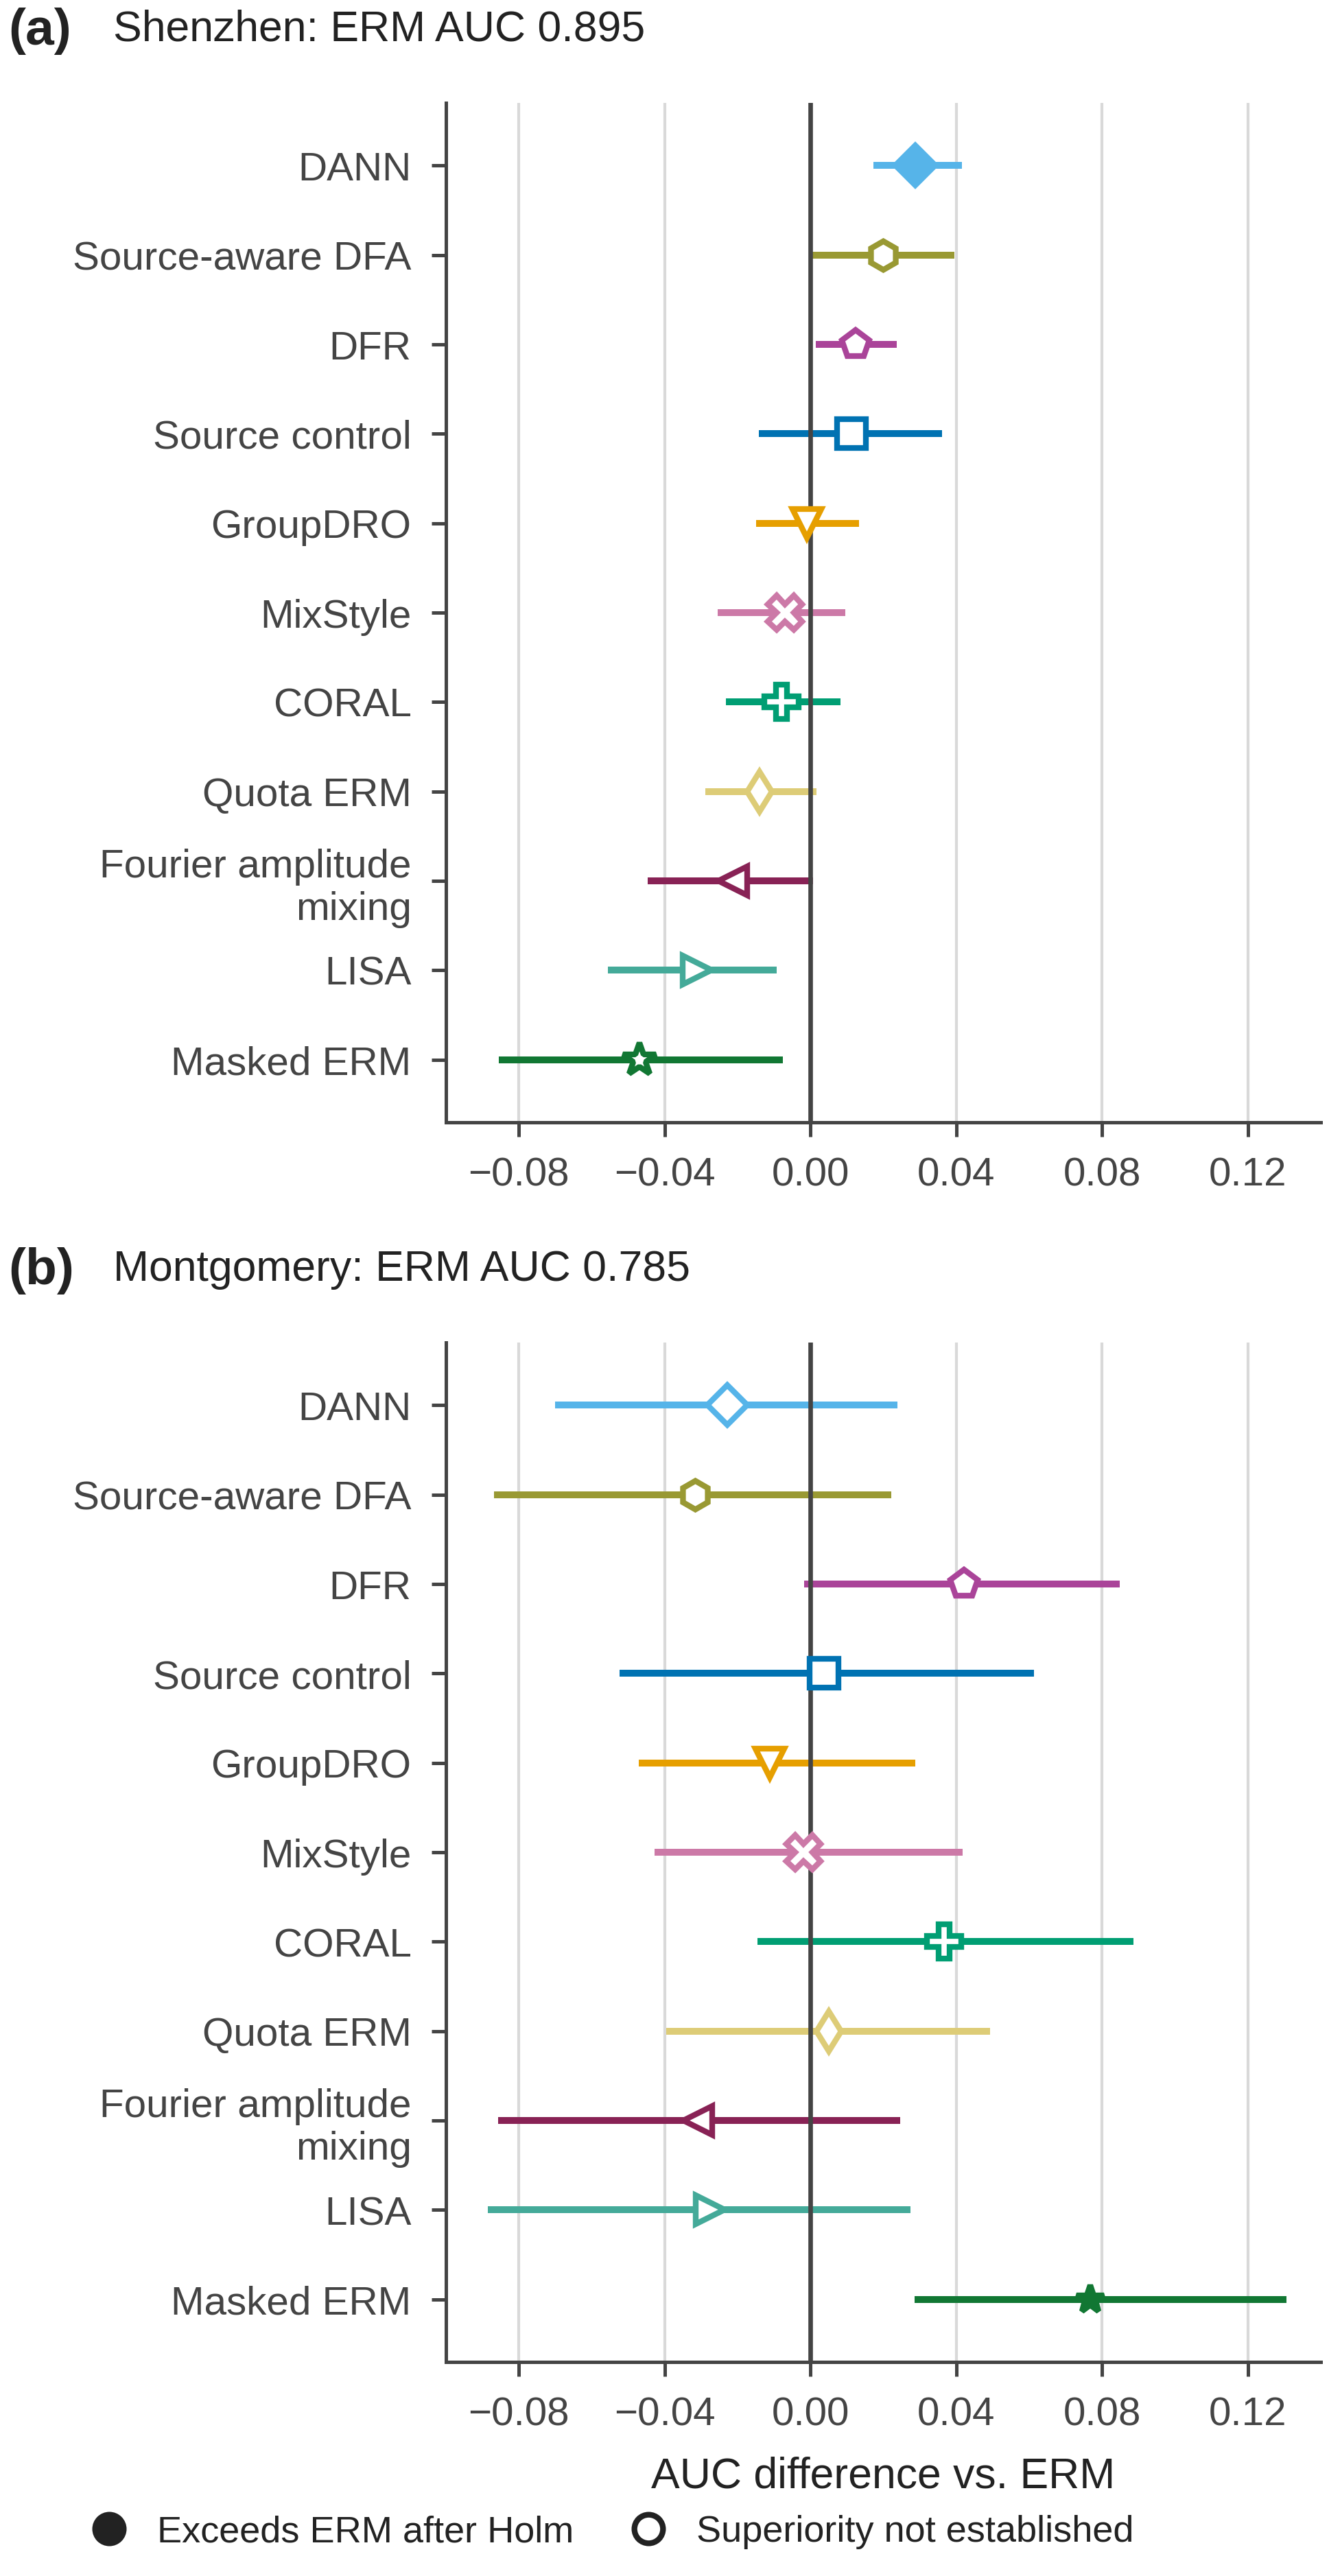 (a) Shenzhen: ERM AUC 0.895
DANN
Source-aware DFA
DFR
Source control
GroupDRO
MixStyle
CORAL
Quota ERM
Fourier amplitude
mixing
LISA
Masked ERM
−0.08 −0.04 0.00 0.04 0.08 0.12
(b) Montgomery: ERM AUC 0.785
DANN
Source-aware DFA
DFR
Source control
GroupDRO
MixStyle
CORAL
Quota ERM
Fourier amplitude
mixing
LISA
Masked ERM
−0.08 −0.04 0.00 0.04 0.08 0.12
AUC difference vs. ERM
Exceeds ERM after Holm Superiority not established